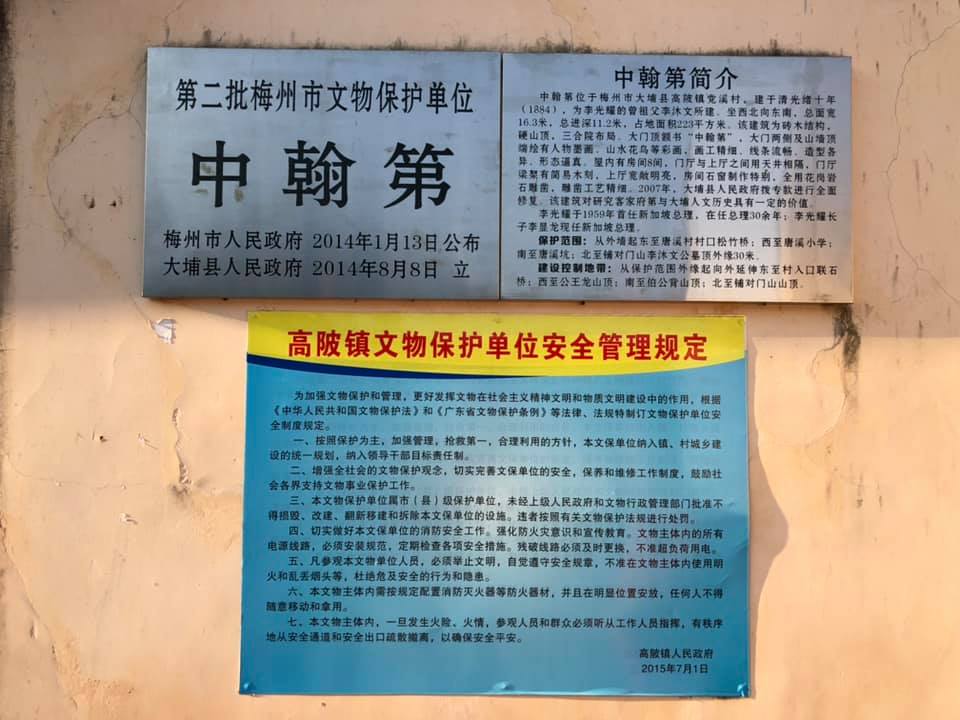 第二批梅州市文物保护单位
中翰第
梅州市人民政府 2014年1月13日公布
大埔县人民政府 2014年8月8日 立
中翰第简介
中翰第位于梅州市大埔县高陂镇党溪村，建于清光绪十年
（1884），为李光耀的曾祖父李沐文所建。坐西北向东南，总面宽
16.3米，总进深11.2米，占地面积223平方米。该建筑为砖木结构，
硬山顶，三合院布局。大门顶额书“中翰第”，大门两侧及山墙顶
端绘有人物墨画、山水花鸟等彩画，画工精细、线条流畅、造型各
异、形态逼真。屋内有房间8间，门厅与上厅之间用天井相隔，门厅
梁架有简易木刻，上厅宽敞明亮，房间石窗制作特别，全用花岗岩
石雕凿，雕凿工艺精细。2007年，大埔县人民政府拨专款进行全面
修复。该建筑对研究客家府第与大埔人文历史具有一定的价值。
李光耀于1959年首任新加坡总理，在任总理30余年；李光耀长
子李显龙现任新加坡总理。
保护范围：从外墙起东至唐溪村村口松竹桥；西至唐溪小学；
南至唐溪坑；北至铺对门山李沐文公墓顶外缘30米。
建设控制地带：从保护范围外缘起向外延伸东至村入口联石
桥；西至公王龙山顶；南至伯公背山顶；北至铺对门山山顶。
高陂镇文物保护单位安全管理规定
为加强文物保护和管理，更好发挥文物在社会主义精神文明和物质文明建设中的作用，根据
《中华人民共和国文物保护法》和《广东省文物保护条例》等法律、法规特制订文物保护单位安
全制度规定。
一、按照保护为主，加强管理，抢救第一，合理利用的方针，本文保单位纳入镇、村城乡建
设的统一规划，纳入领导干部目标责任制。
二、增强全社会的文物保护观念，切实完善文保单位的安全，保养和维修工作制度，鼓励社
会各界支持文物事业保护工作。
三、本文物保护单位属市（县）级保护单位，未经上级人民政府和文物行政管理部门批准不
得损毁、改建、翻新移建和拆除本文保单位的设施。违者按照有关文物保护法规进行处罚。
四、切实做好本文保单位的消防安全工作。强化防火灾意识和宣传教育。文物主体内的所有
电源线路，必须安装规范，定期检查各项安全措施。残破线路必须及时更换，不准超负荷用电。
五、凡参观本文物单位人员，必须举止文明，自觉遵守安全规章，不准在文物主体内使用明
火和乱丢烟头等，杜绝危及安全的行为和隐患。
六、本文物主体内需按规定配置消防灭火器等防火器材，并且在明显位置安放，任何人不得
随意移动和拿用。
七、本文物主体内，一旦发生火险、火情，参观人员和群众必须听从工作人员指挥，有秩序
地从安全通道和安全出口疏散撤离，以确保安全平安。
高陂镇人民政府
2015年7月1日